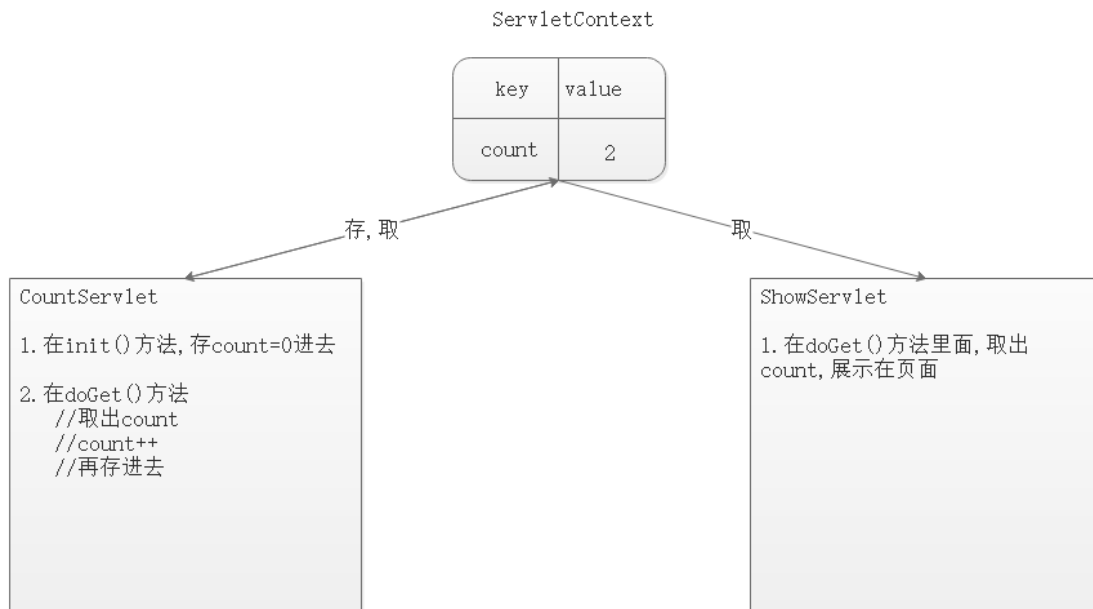 ServletContext
key value
count 2
存,取
取
CountServlet
1.在init()方法,存count=0进去
2.在doGet()方法
//取出count
//count++
//再存进去
ShowServlet
1.在doGet()方法里面,取出
count,展示在页面